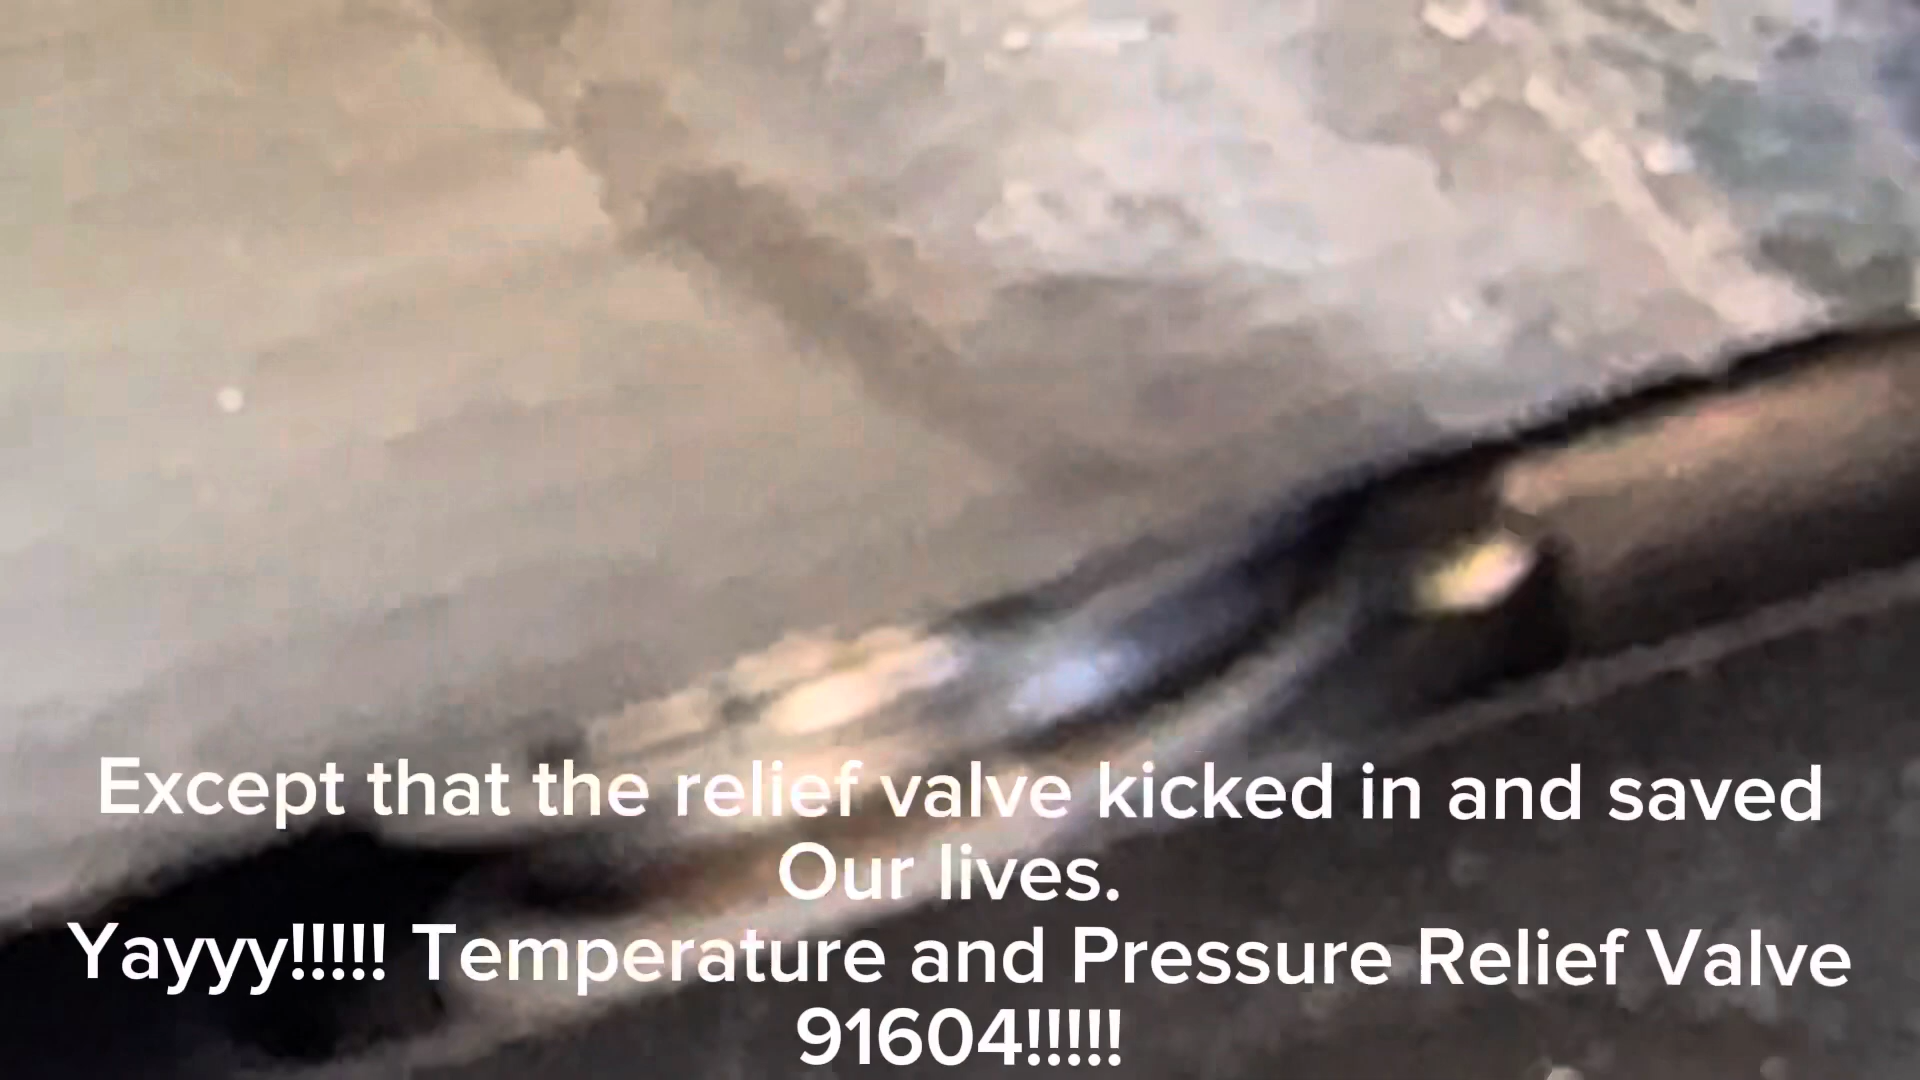 Except that the relief valve kicked in and saved
Our lives.
Yayyy!!!!! Temperature and Pressure Relief Valve
91604!!!!!